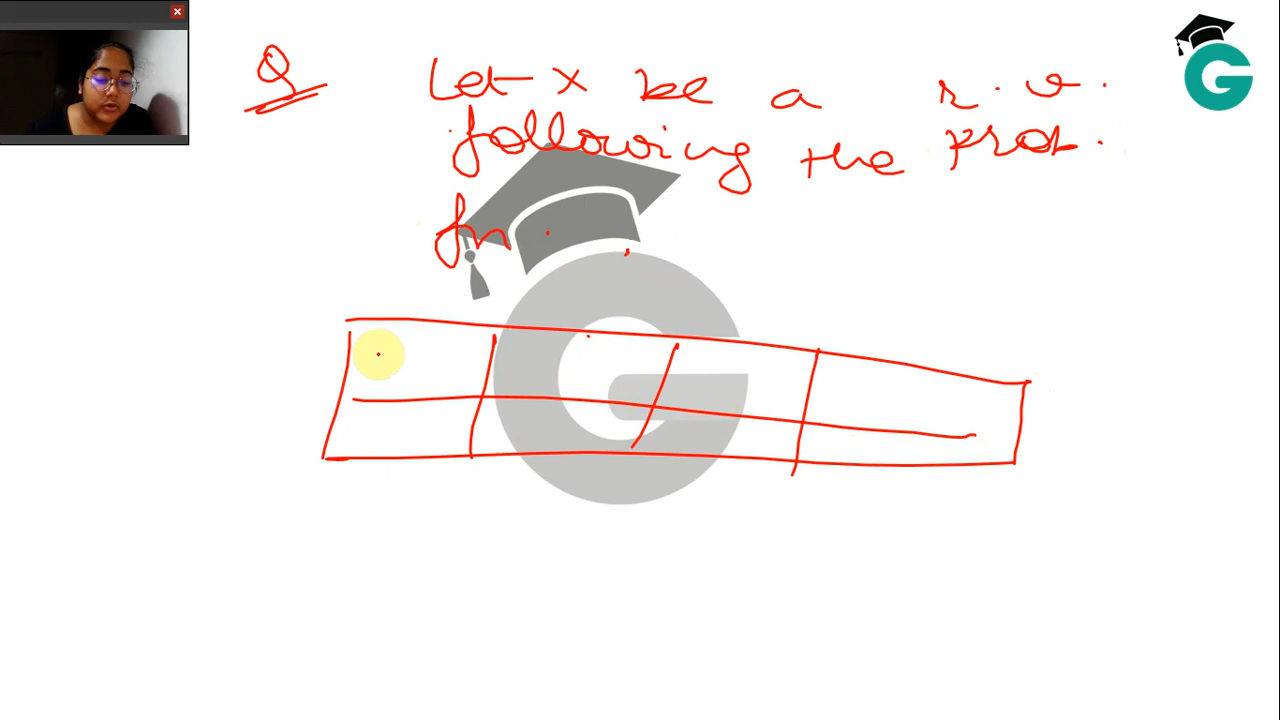 Q Let X be a r.v.
following the prob.
fn.,
G
G